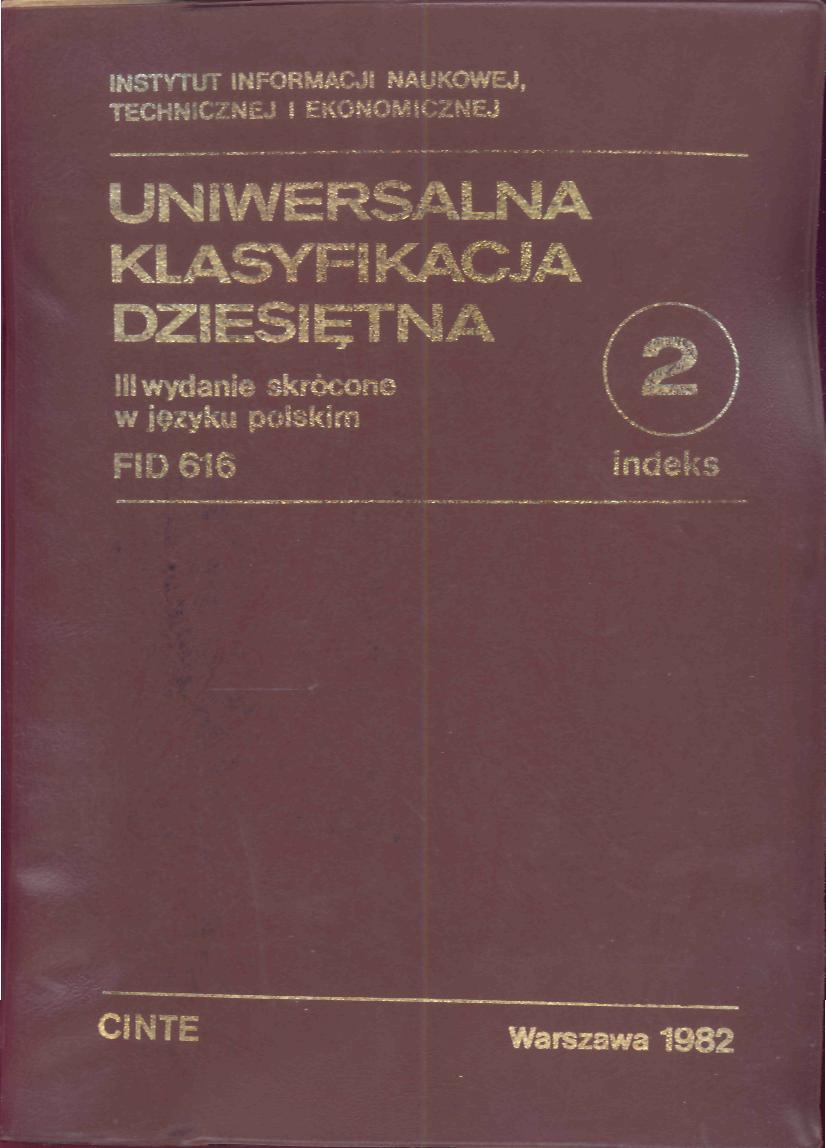 INSTYTUT INFORMACJI NAUKOWEJ,
TECHNICZNEJ I EKONOMICZNEJ
UNIWERSALNA
KLASYFIKACJA
DZIESIĘTNA
III wydanie skrócone
w języku polskim
FID 616
2
indeks
CINTE
Warszawa 1982